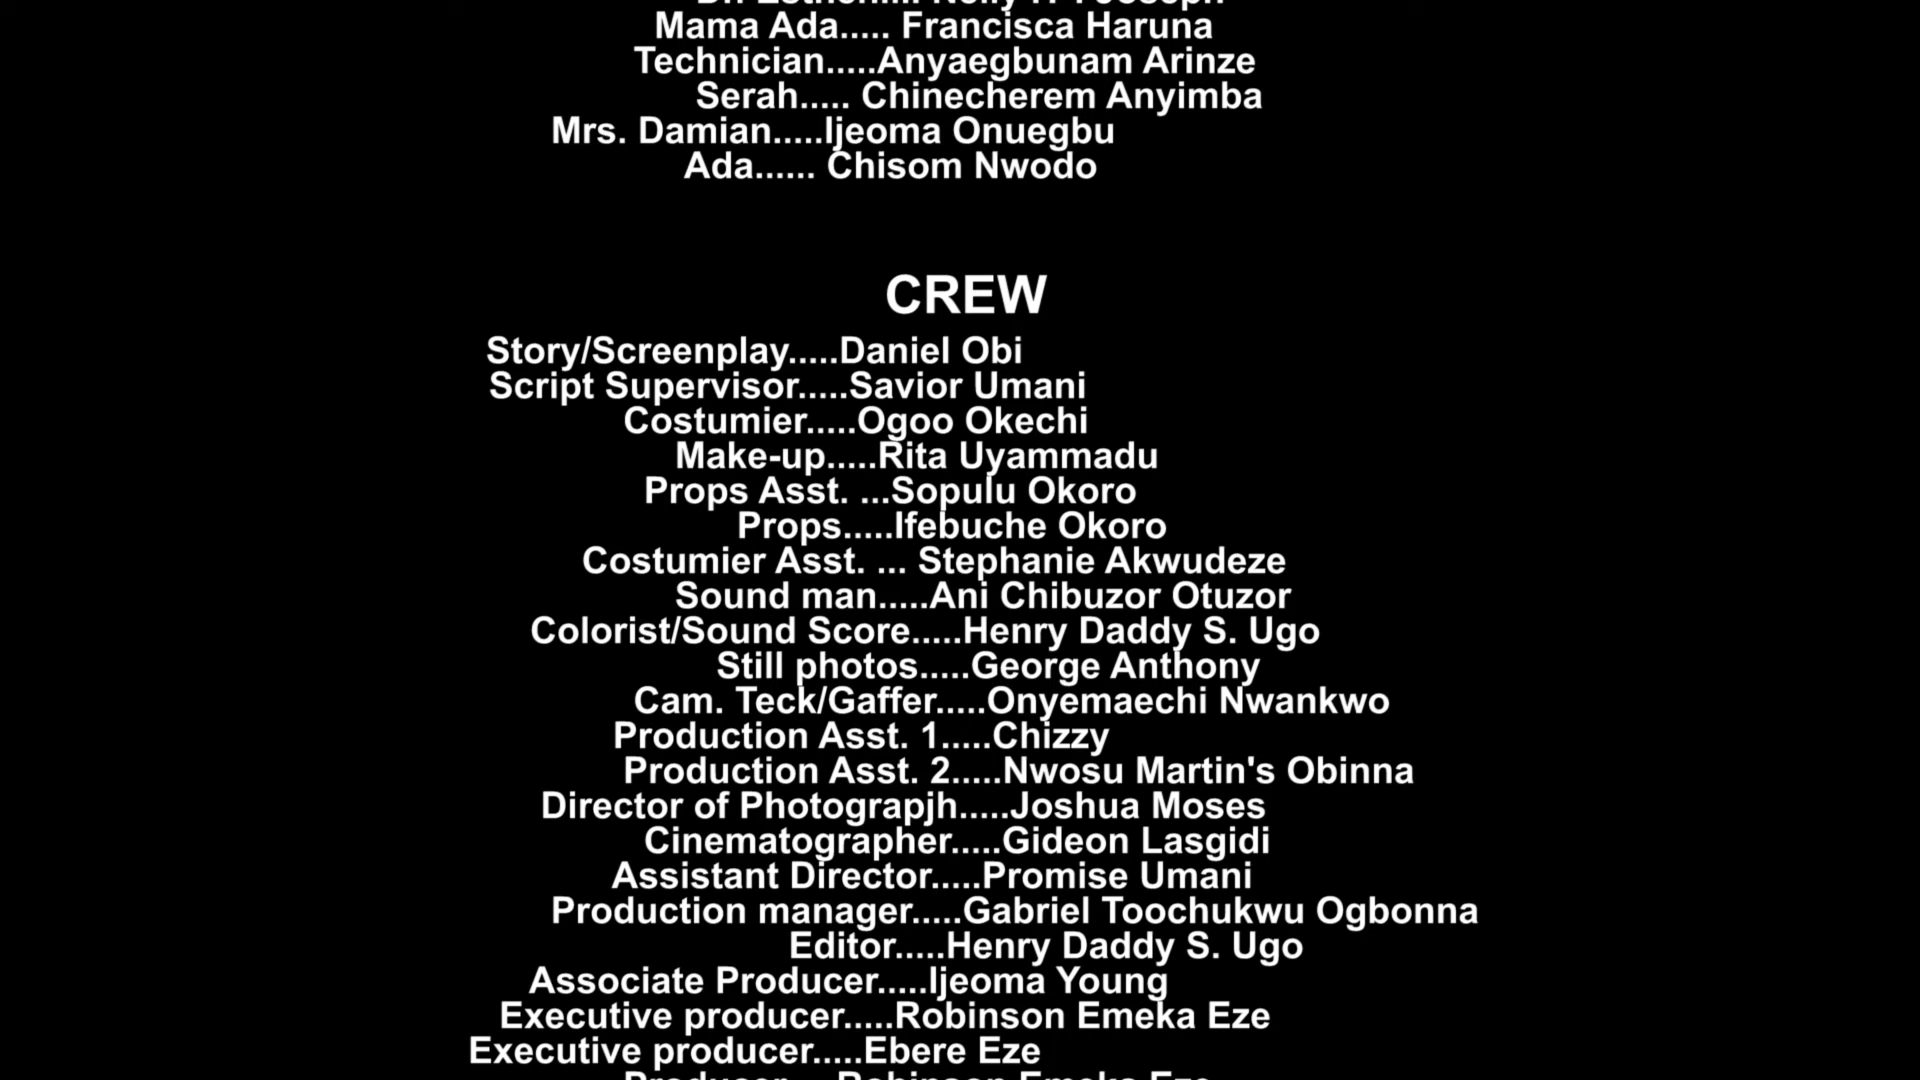 Mama Ada..... Francisca Haruna
Technician.....Anyaegbunam Arinze
Serah..... Chinecherem Anyimba
Mrs. Damian.....Ijeoma Onuegbu
Ada...... Chisom Nwodo
CREW
Story/Screenplay.....Daniel Obi
Script Supervisor.....Savior Umani
Costumier.....Ogoo Okechi
Make-up.....Rita Uyammadu
Props Asst. ...Sopulu Okoro
Props.....Ifebuche Okoro
Costumier Asst. ... Stephanie Akwudeze
Sound man.....Ani Chibuzor Otuzor
Colorist/Sound Score.....Henry Daddy S. Ugo
Still photos.....George Anthony
Cam. Teck/Gaffer.....Onyemaechi Nwankwo
Production Asst. 1.....Chizzy
Production Asst. 2.....Nwosu Martin's Obinna
Director of Photograpjh.....Joshua Moses
Cinematographer.....Gideon Lasgidi
Assistant Director.....Promise Umani
Production manager.....Gabriel Toochukwu Ogbonna
Editor.....Henry Daddy S. Ugo
Associate Producer.....Ijeoma Young
Executive producer.....Robinson Emeka Eze
Executive producer.....Ebere Eze
Producer.....Robinson Emeka Eze